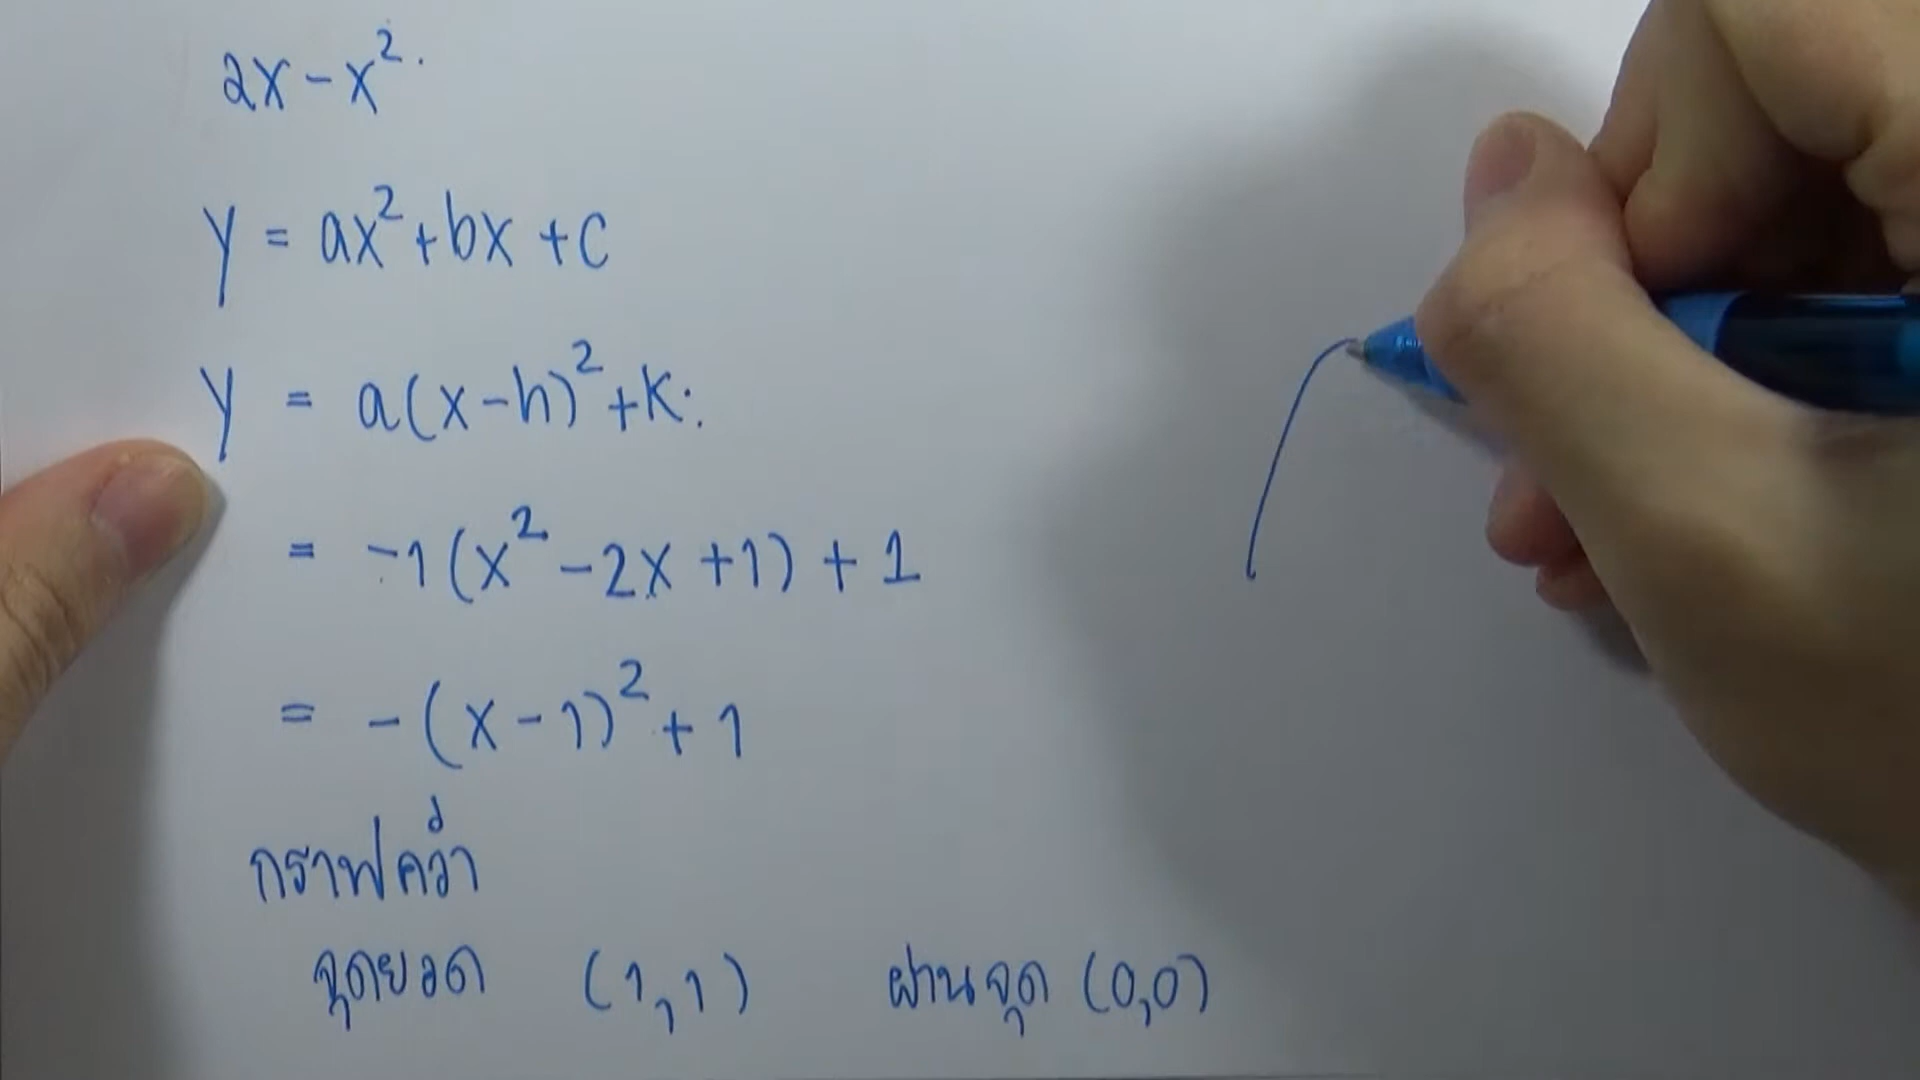 2x - x².
y = ax² + bx + c
y = a(x-h)² + k
= -1(x² - 2x + 1) + 1
= -(x-1)² + 1
กราฟคว่ำ
จุดยอด (1,1) ผ่านจุด (0,0)